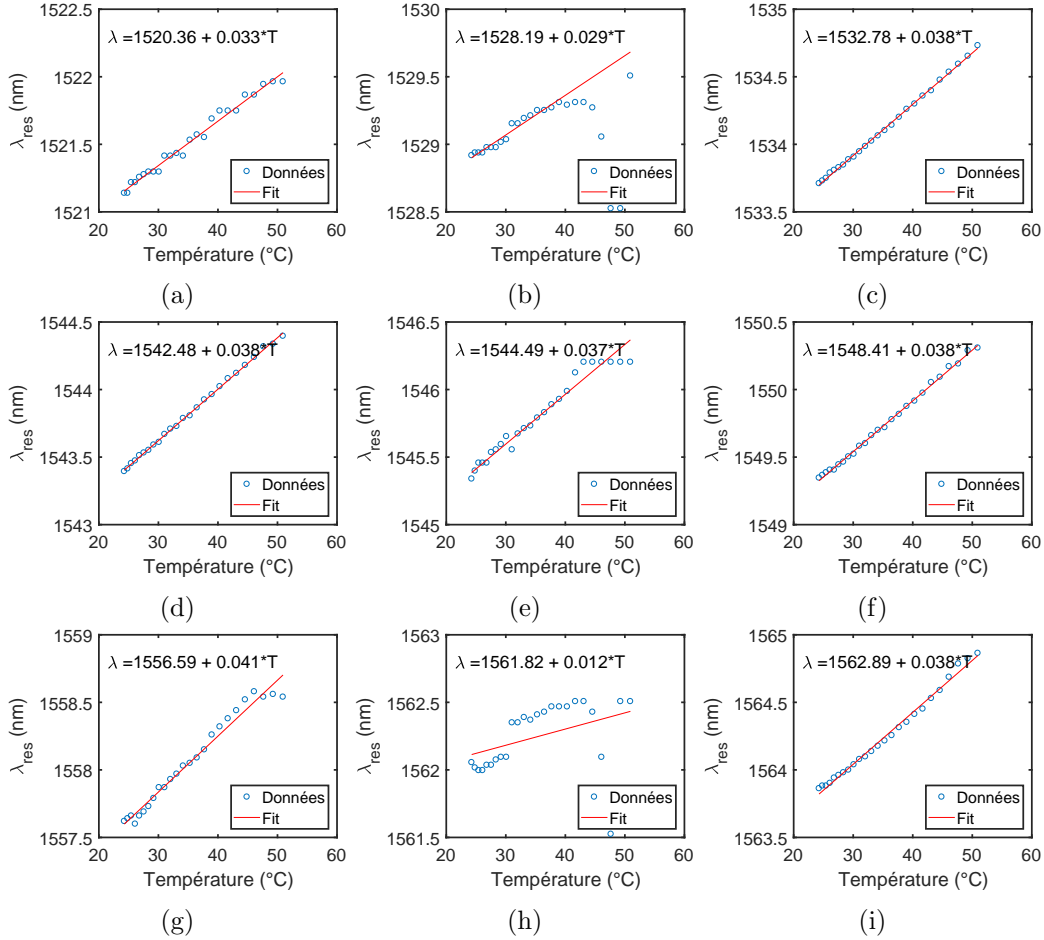 1522.5
1522
1521.5
1521
λres (nm)
λ =1520.36 + 0.033*T
Données
Fit
20 30 40 50 60
Température (°C)
(a)
1530
1529.5
1529
1528.5
λres (nm)
λ =1528.19 + 0.029*T
Données
Fit
20 30 40 50 60
Température (°C)
(b)
1535
1534.5
1534
1533.5
λres (nm)
λ =1532.78 + 0.038*T
Données
Fit
20 30 40 50 60
Température (°C)
(c)
1544.5
1544
1543.5
1543
λres (nm)
λ =1542.48 + 0.038*T
Données
Fit
20 30 40 50 60
Température (°C)
(d)
1546.5
1546
1545.5
1545
λres (nm)
λ =1544.49 + 0.037*T
Données
Fit
20 30 40 50 60
Température (°C)
(e)
1550.5
1550
1549.5
1549
λres (nm)
λ =1548.41 + 0.038*T
Données
Fit
20 30 40 50 60
Température (°C)
(f)
1559
1558.5
1558
1557.5
λres (nm)
λ =1556.59 + 0.041*T
Données
Fit
20 30 40 50 60
Température (°C)
(g)
1563
1562.5
1562
1561.5
λres (nm)
λ =1561.82 + 0.012*T
Données
Fit
20 30 40 50 60
Température (°C)
(h)
1565
1564.5
1564
1563.5
λres (nm)
λ =1562.89 + 0.038*T
Données
Fit
20 30 40 50 60
Température (°C)
(i)